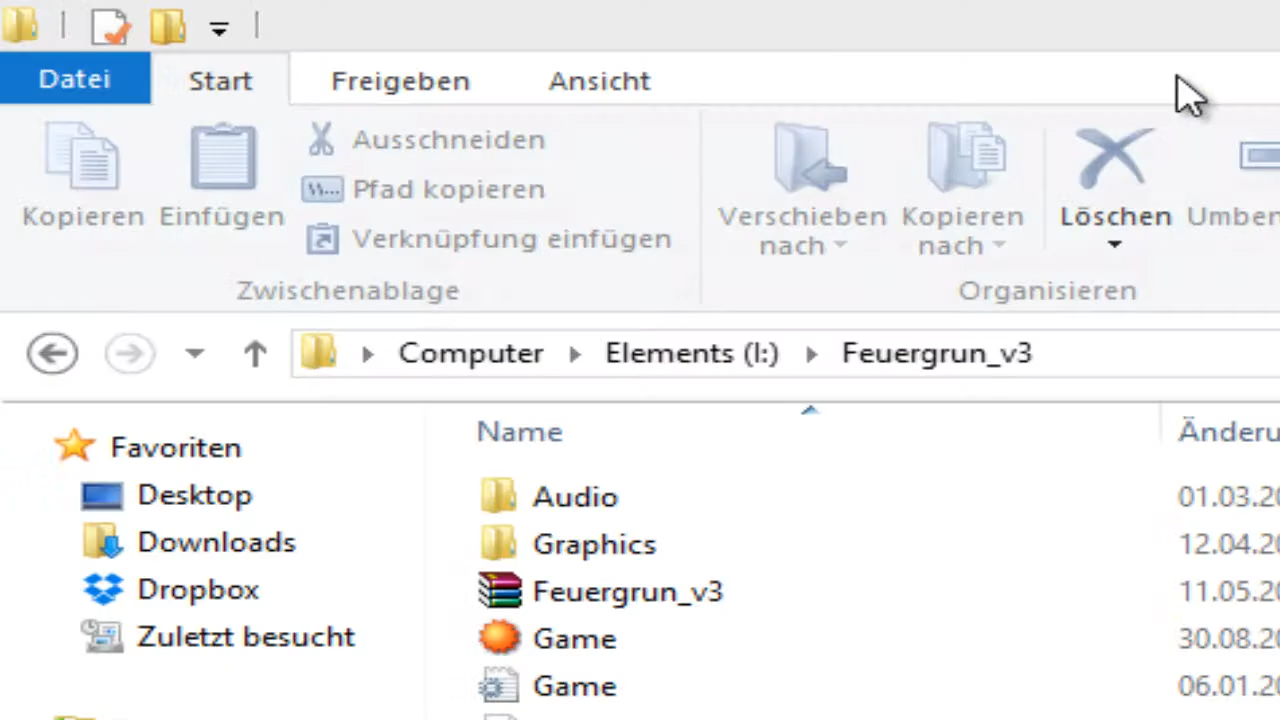 Datei Start Freigeben Ansicht
Kopieren Einfügen Ausschneiden
Pfad kopieren
Verknüpfung einfügen
Zwischenablage
Verschieben nach
Kopieren nach
Löschen
Organisieren
Computer Elements (I:) Feuergrun_v3
Favoriten
Desktop
Downloads
Dropbox
Zuletzt besucht
Name
Audio
Graphics
Feuergrun_v3
Game
Game